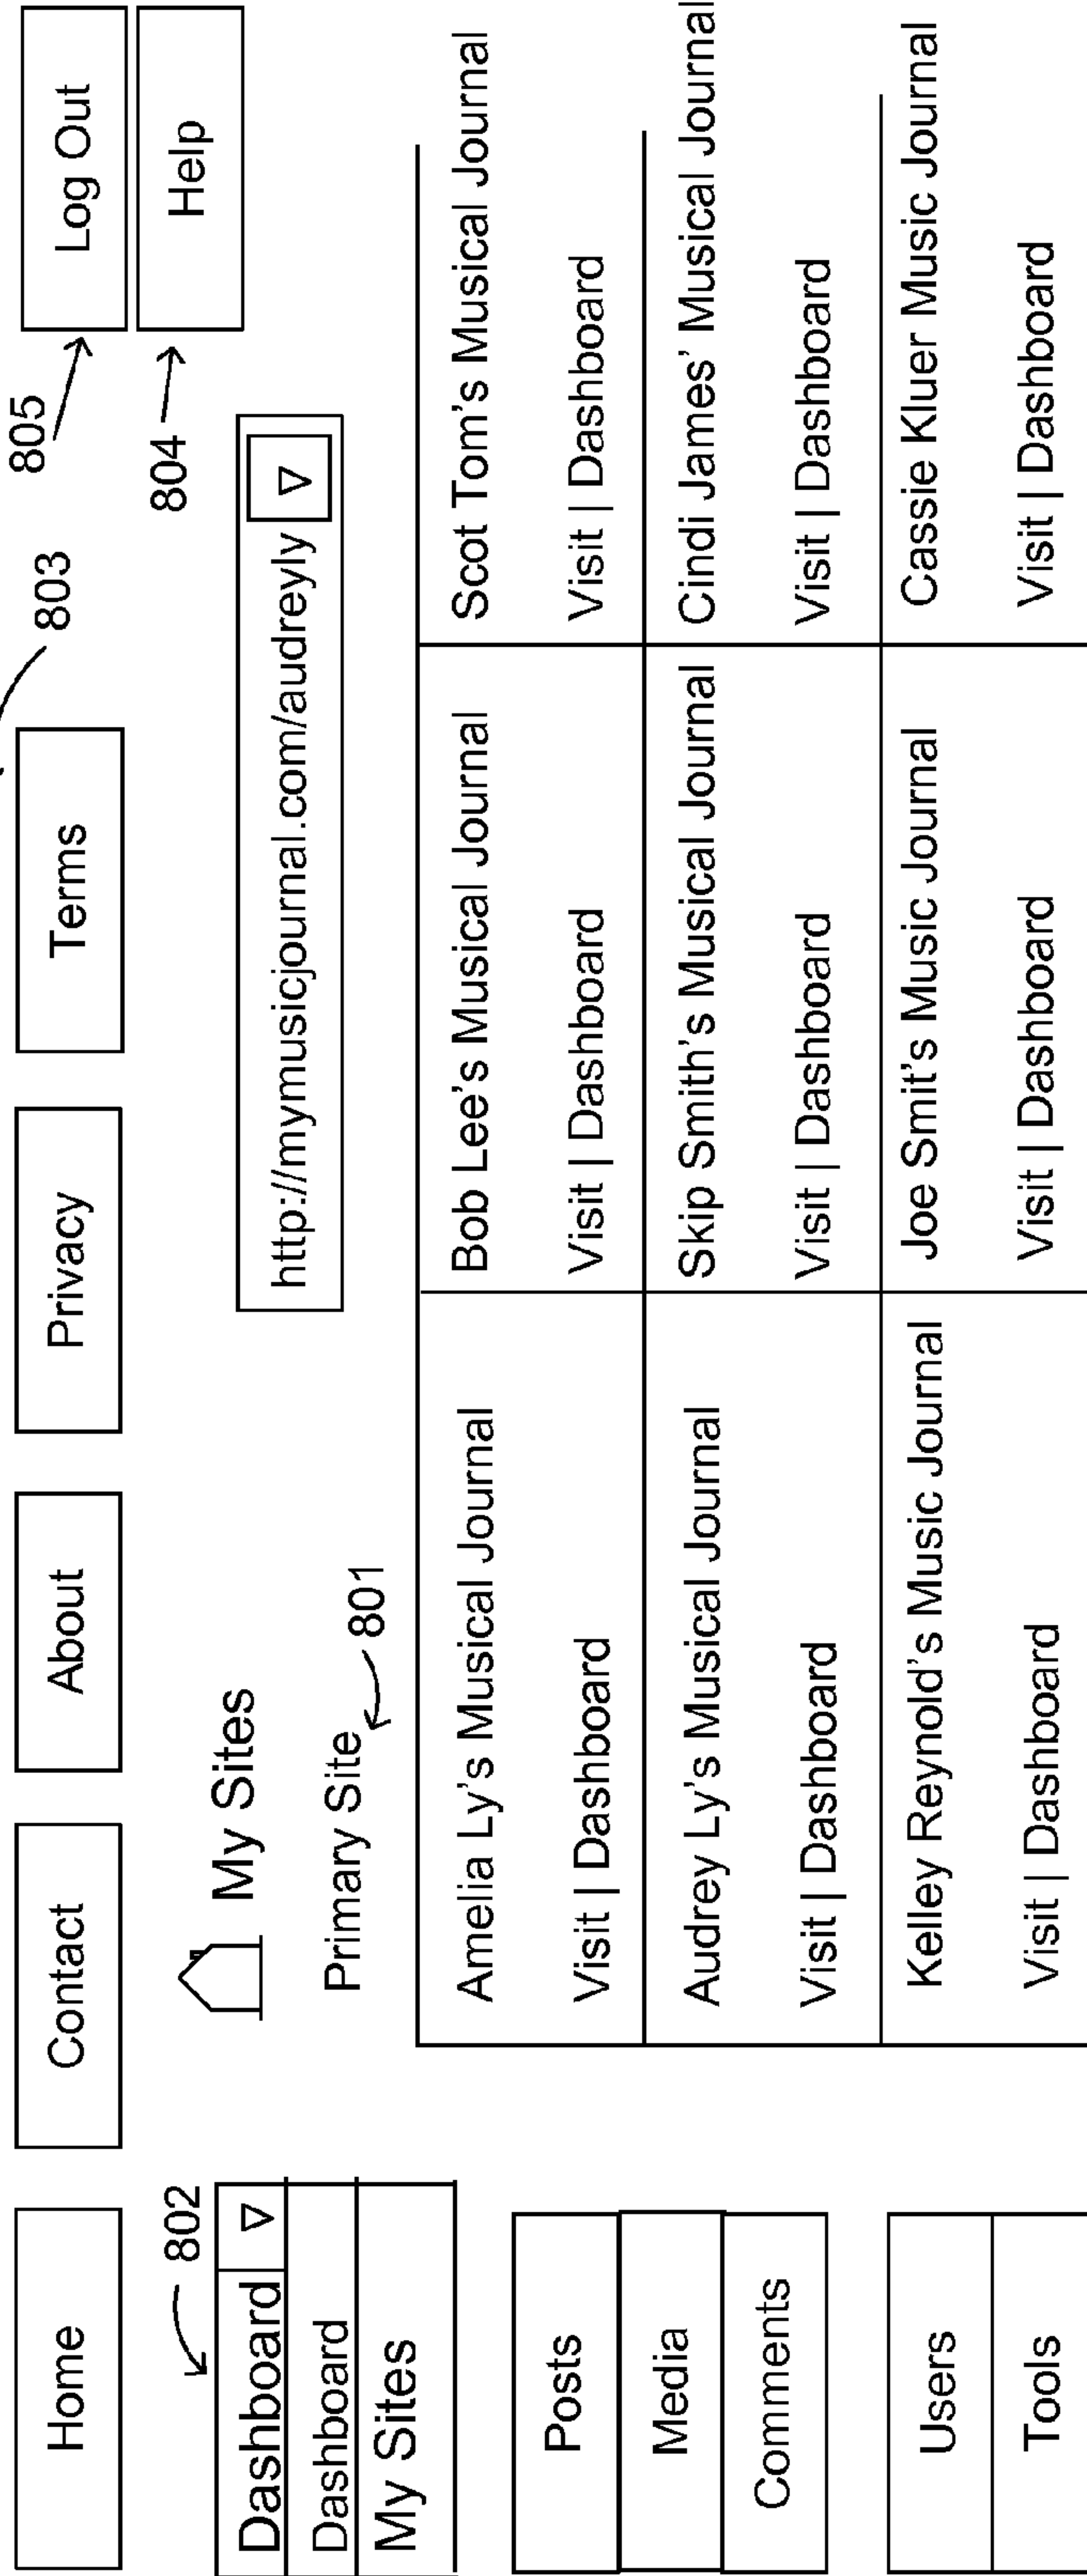 803
805
Home
Contact
About
Privacy
Terms
Log Out
804
Help
802
Dashboard
Dashboard
My Sites
My Sites
Primary Site
801
http://mymusicjournal.com/audreyly
Amelia Ly's Musical Journal
Visit | Dashboard
Bob Lee's Musical Journal
Visit | Dashboard
Scot Tom's Musical Journal
Visit | Dashboard
Audrey Ly's Musical Journal
Visit | Dashboard
Skip Smith's Musical Journal
Visit | Dashboard
Cindi James' Musical Journal
Visit | Dashboard
Kelley Reynold's Music Journal
Visit | Dashboard
Joe Smit's Music Journal
Visit | Dashboard
Cassie Kluer Music Journal
Visit | Dashboard
Posts
Media
Comments
Users
Tools